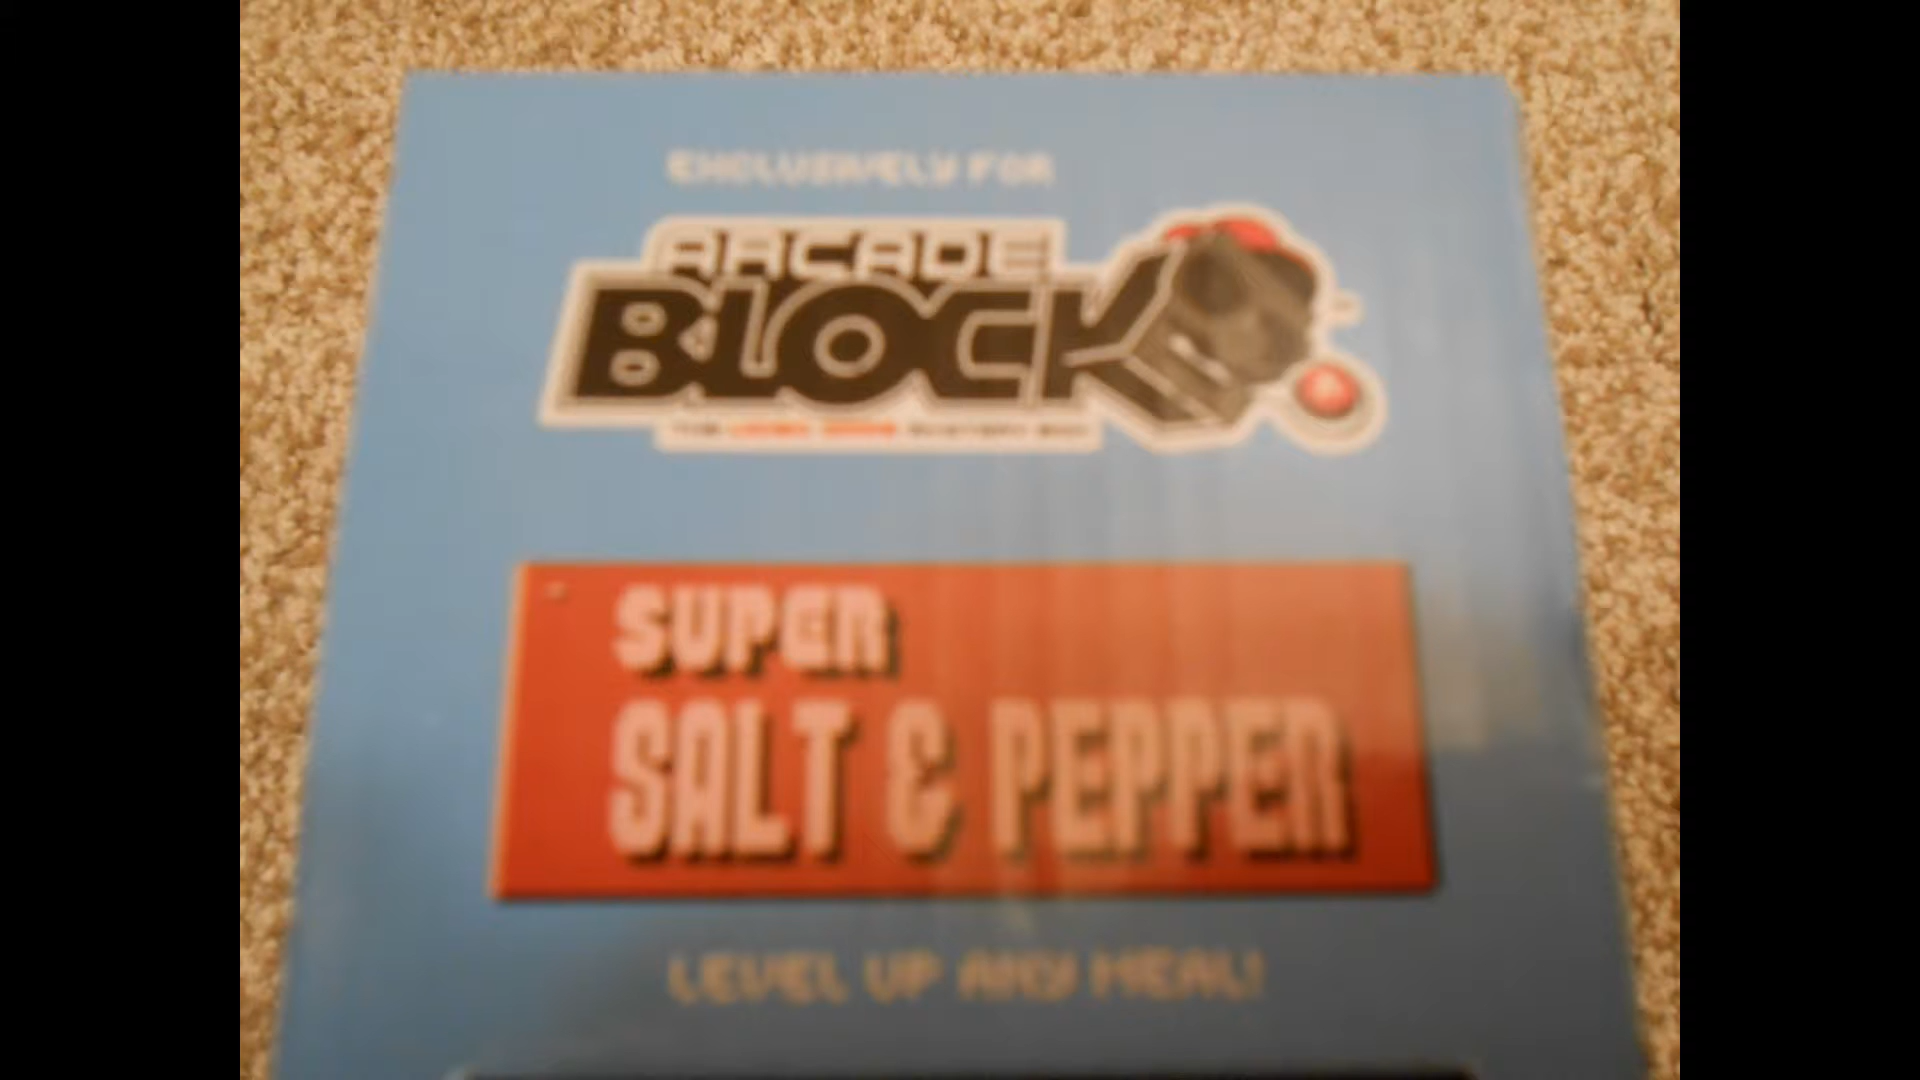 EXCLUSIVELY FOR
ARCADE
BLOCK
SUPER
SALT & PEPPER
LEVEL UP ANY MEAL!